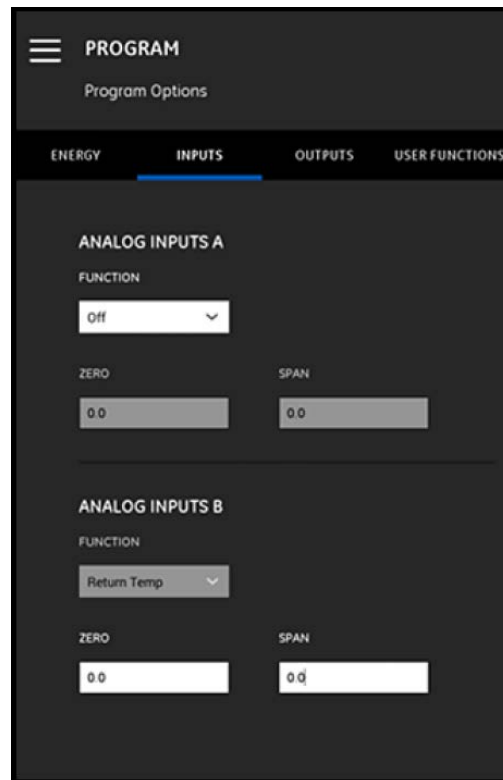 PROGRAM
Program Options
ENERGY INPUTS OUTPUTS USER FUNCTIONS
ANALOG INPUTS A
FUNCTION
Off
ZERO SPAN
0.0 0.0
ANALOG INPUTS B
FUNCTION
Return Temp
ZERO SPAN
0.0 0.0